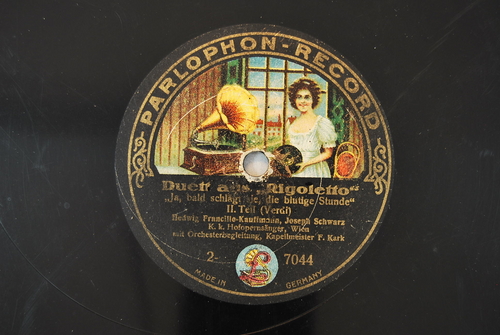 PARLOPHON-RECORD
Duett aus „Rigoletto“
„Ja, bald schlägt sie, die blutige Stunde“
II. Teil (Verdi)
Hedwig Francillo-Kauffmann, Joseph Schwarz
K. k. Hofopernsänger, Wien
mit Orchesterbegleitung, Kapellmeister F. Kark
2- 7044
£
MADE IN GERMANY